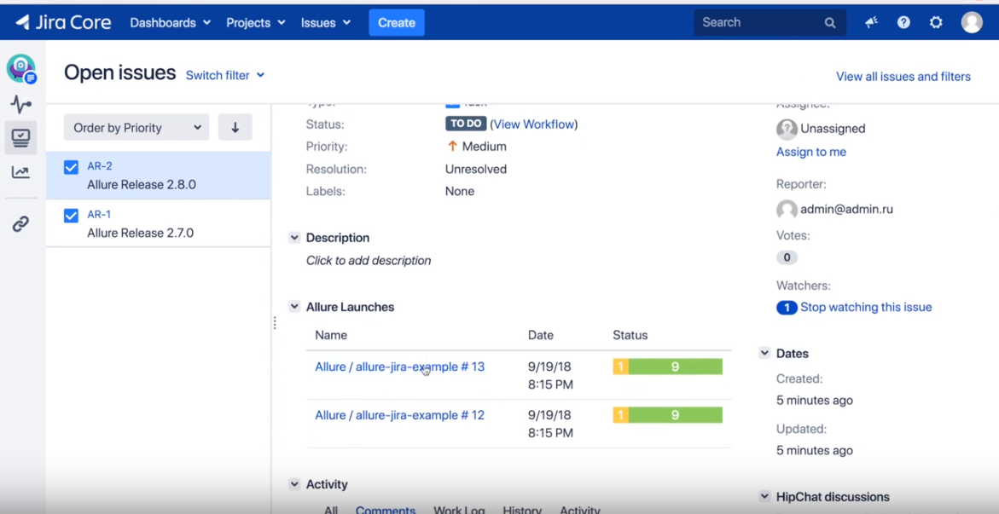 Jira Core Dashboards Projects Issues Create Search
Open issues Switch filter
View all issues and filters
Order by Priority
AR-2
Allure Release 2.8.0
AR-1
Allure Release 2.7.0
Type: Task
Status: TO DO (View Workflow)
Priority: Medium
Resolution: Unresolved
Labels: None
Description
Click to add description
Allure Launches
Name Date Status
Allure / allure-jira-example # 13 9/19/18 1 9
8:15 PM
Allure / allure-jira-example # 12 9/19/18 1 9
8:15 PM
Activity
All Comments Work Log History Activity
Assignee:
Unassigned
Assign to me
Reporter:
admin@admin.ru
Votes:
0
Watchers:
1 Stop watching this issue
Dates
Created:
5 minutes ago
Updated:
5 minutes ago
HipChat discussions